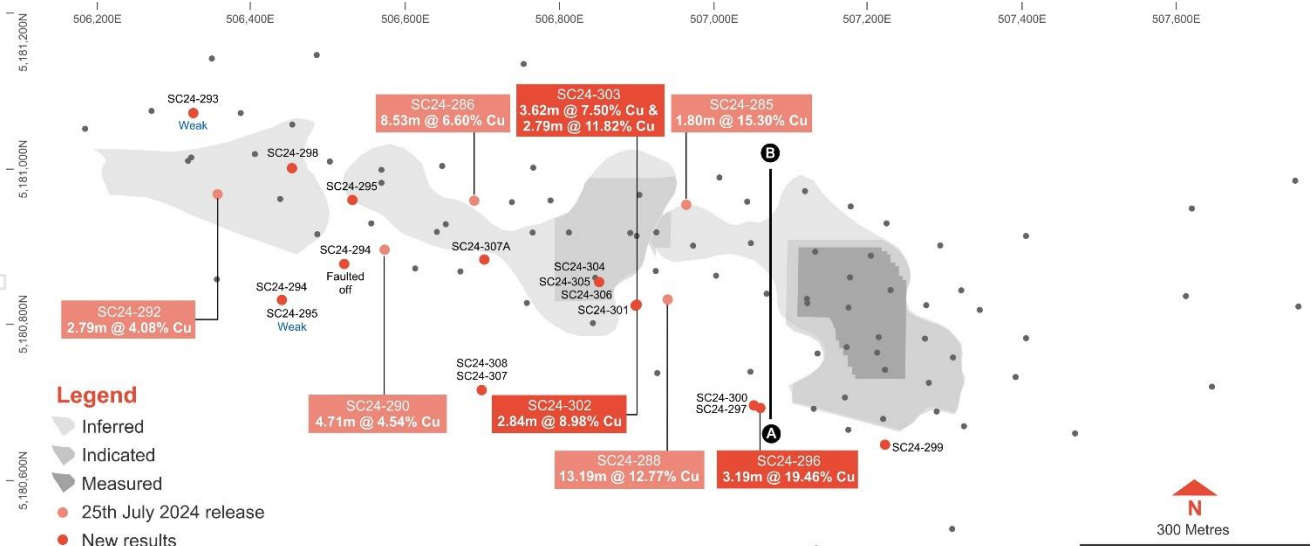 506,200E
506,400E
506,600E
506,800E
507,000E
507,200E
507,400E
507,600E
5,181,200N
5,181,000N
5,180,800N
5,180,600N
SC24-293
Weak
SC24-286
8.53m @ 6.60% Cu
SC24-303
3.62m @ 7.50% Cu &
2.79m @ 11.82% Cu
SC24-285
1.80m @ 15.30% Cu
B
SC24-298
SC24-295
SC24-294
Faulted
off
SC24-307A
SC24-304
SC24-305
SC24-306
SC24-301
SC24-294
SC24-295
Weak
SC24-292
2.79m @ 4.08% Cu
SC24-308
SC24-307
SC24-290
4.71m @ 4.54% Cu
SC24-302
2.84m @ 8.98% Cu
SC24-300
SC24-297
A
SC24-299
SC24-288
13.19m @ 12.77% Cu
SC24-296
3.19m @ 19.46% Cu
Legend
Inferred
Indicated
Measured
25th July 2024 release
New results
N
300 Metres